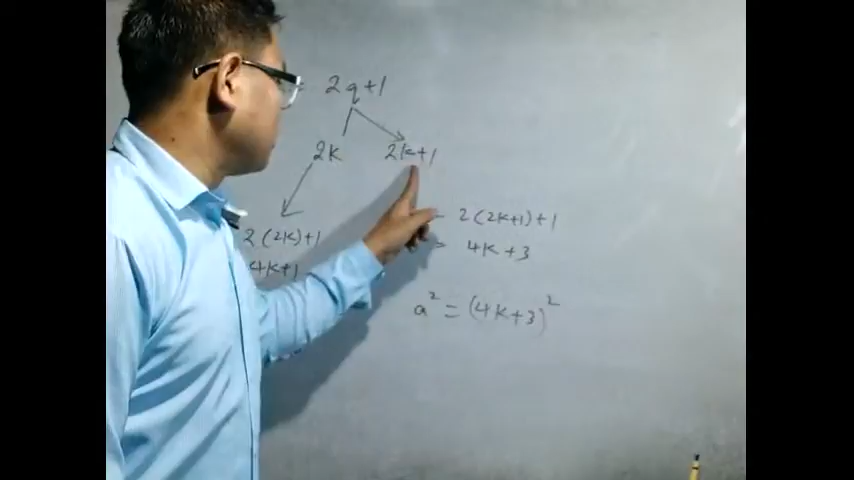 = 2q+1
2k 2k+1
2(2k)+1
4k+1
= 2(2k+1)+1
= 4k+3
a² = (4k+3)²